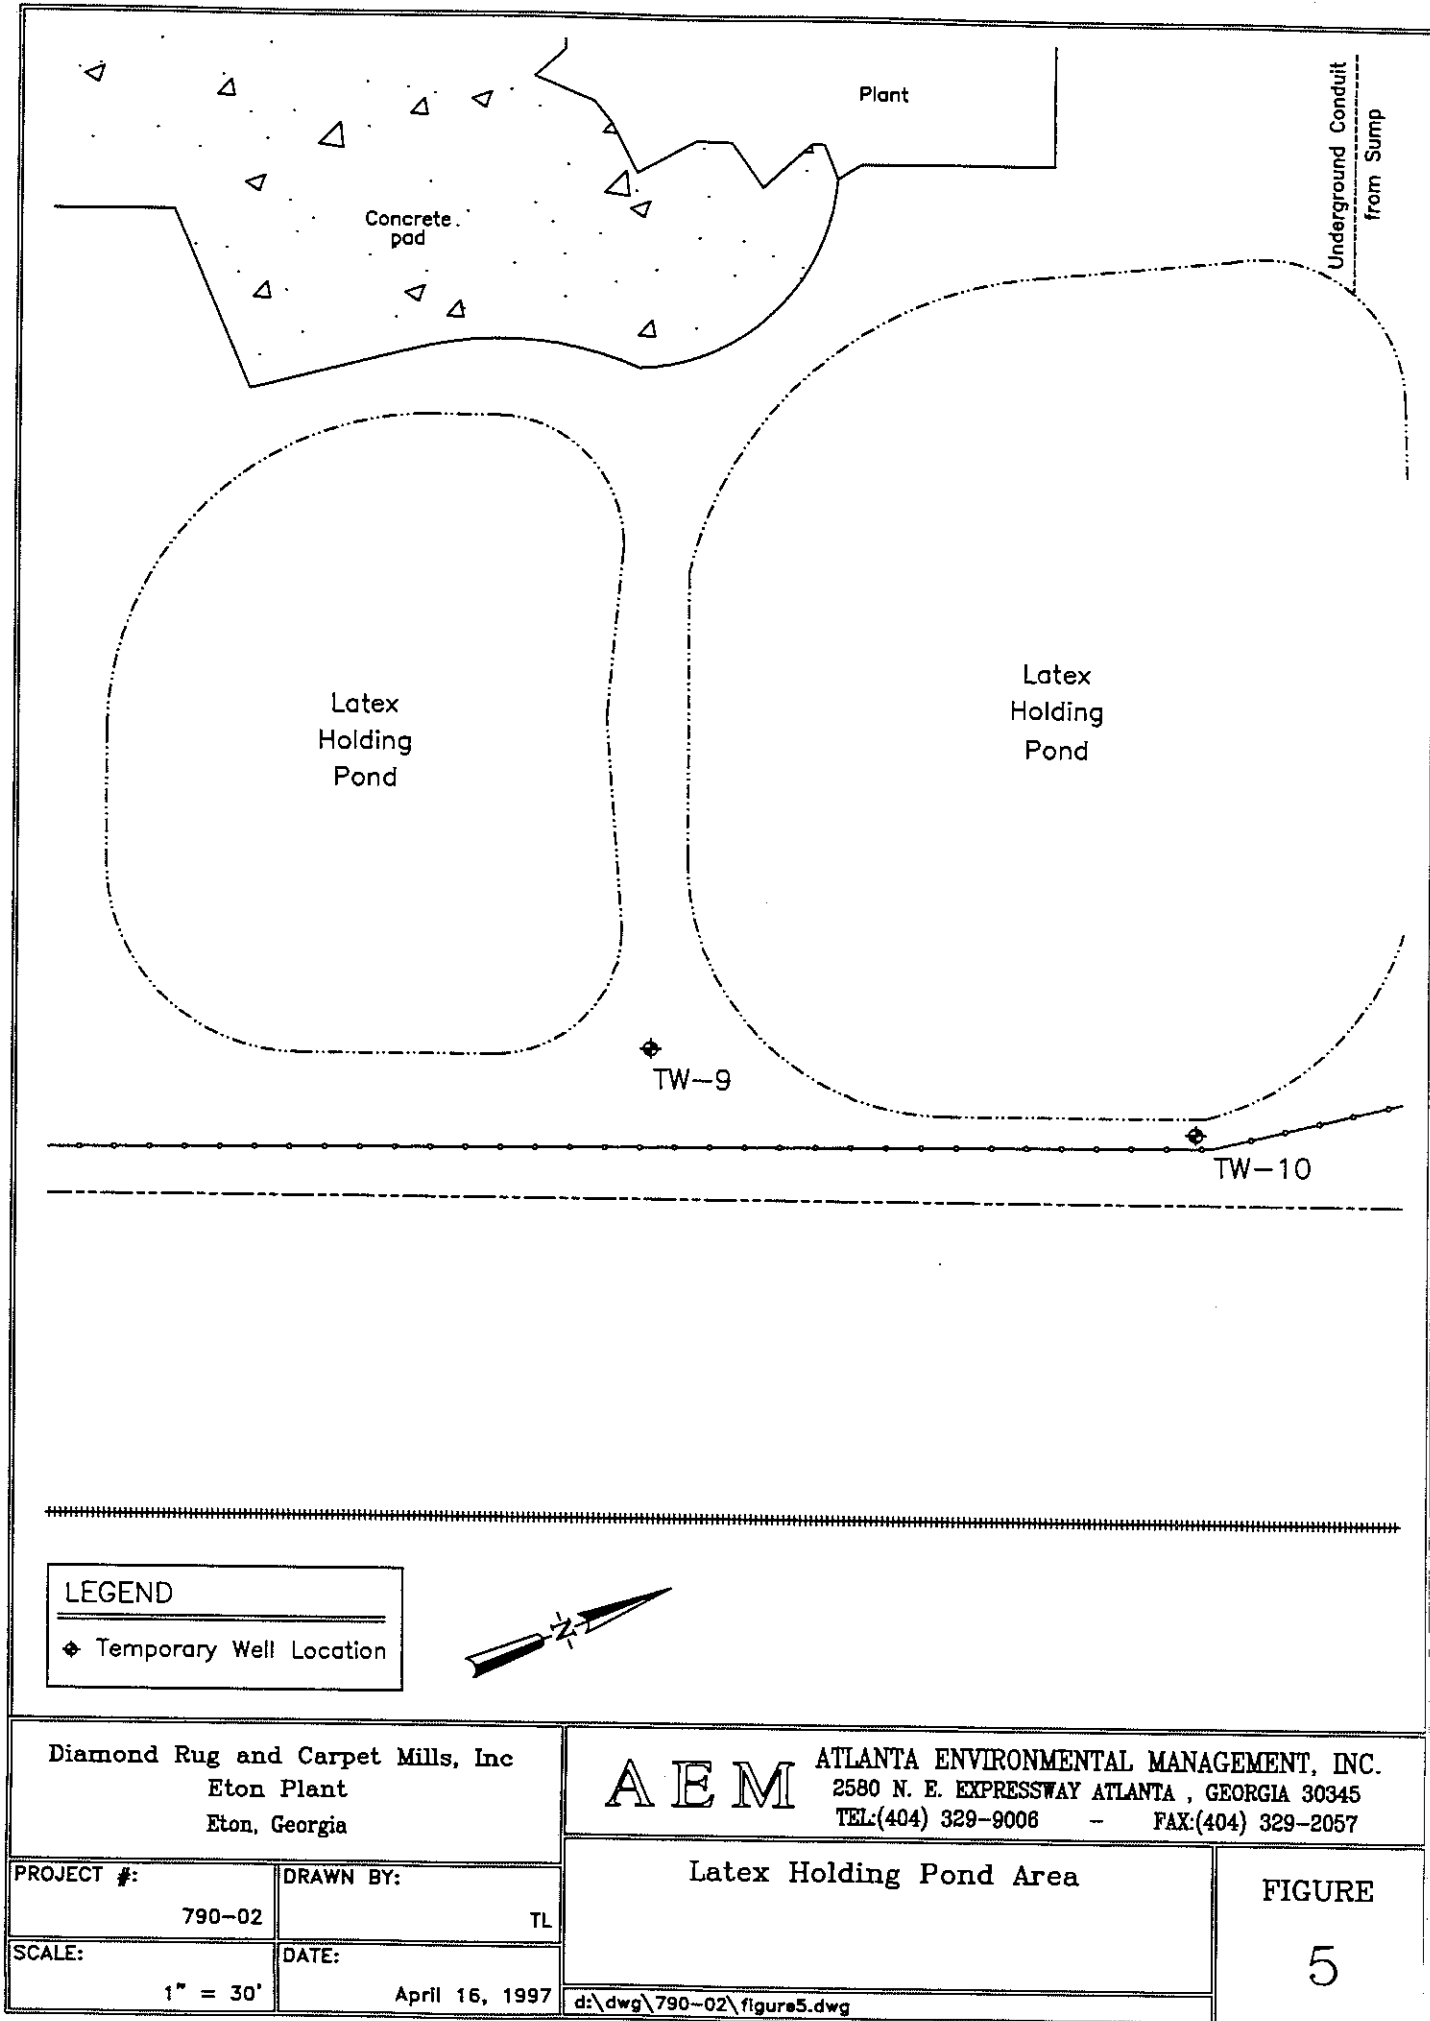 Plant
Underground Conduit
from Sump
Concrete
pad
Latex
Holding
Pond
Latex
Holding
Pond
TW-9
TW-10
LEGEND
Temporary Well Location
N
Diamond Rug and Carpet Mills, Inc
Eton Plant
Eton, Georgia
AEM
ATLANTA ENVIRONMENTAL MANAGEMENT, INC.
2580 N. E. EXPRESSWAY ATLANTA , GEORGIA 30345
TEL:(404) 329-9006 - FAX:(404) 329-2057
PROJECT #:
790-02
DRAWN BY:
TL
SCALE:
1" = 30'
DATE:
April 16, 1997
Latex Holding Pond Area
d:\dwg\790-02\figure5.dwg
FIGURE
5